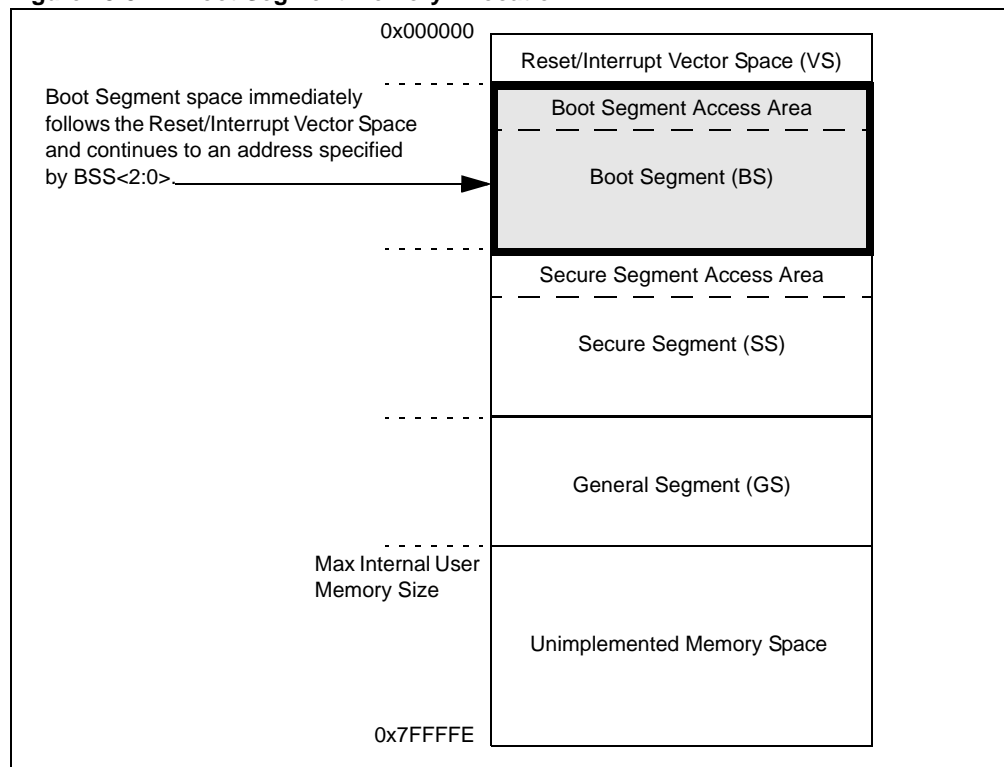 0x000000
Reset/Interrupt Vector Space (VS)
Boot Segment space immediately
follows the Reset/Interrupt Vector Space
and continues to an address specified
by BSS<2:0>.
Boot Segment Access Area
Boot Segment (BS)
Secure Segment Access Area
Secure Segment (SS)
General Segment (GS)
Max Internal User
Memory Size
Unimplemented Memory Space
0x7FFFFE